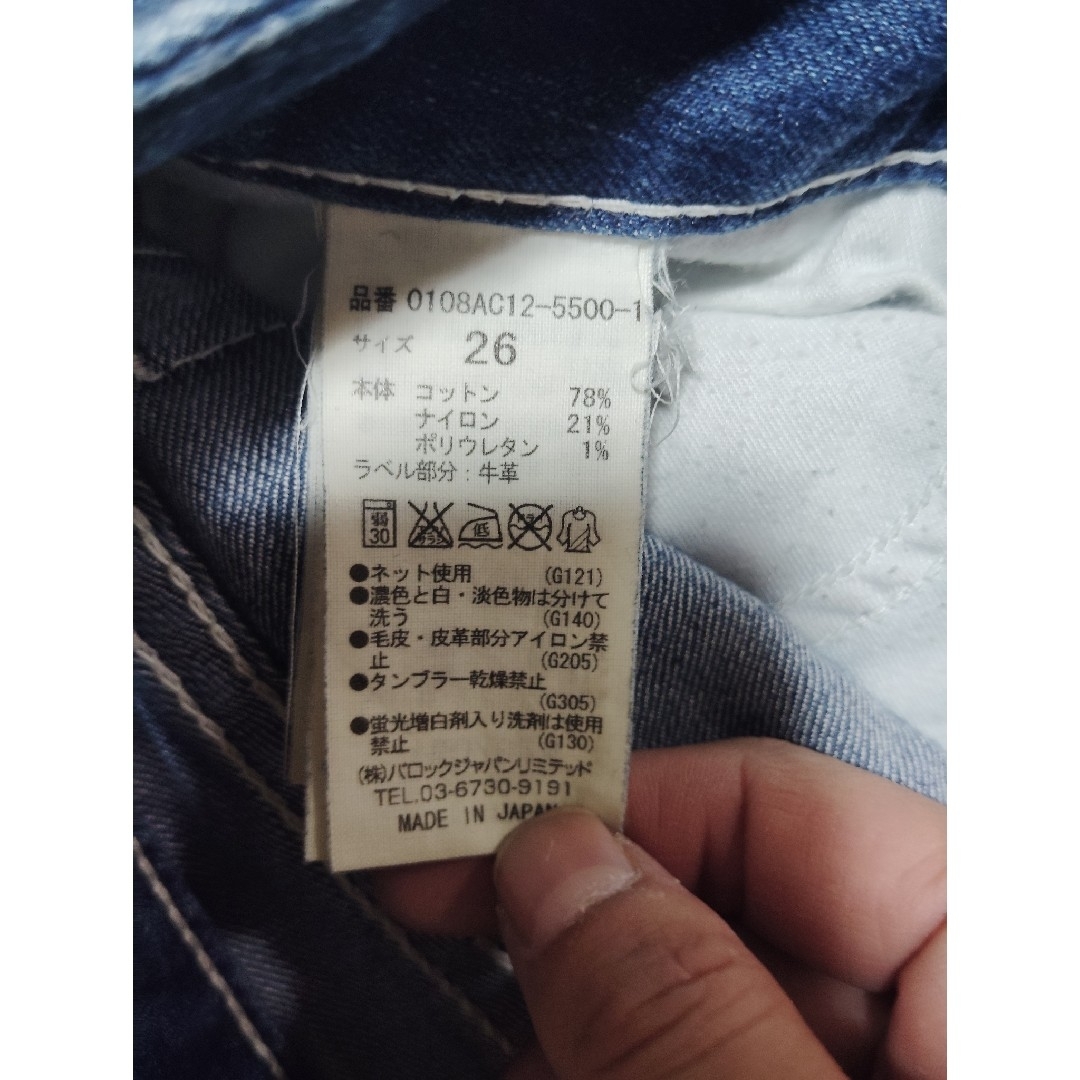 品番 0108AC12-5500-1
サイズ 26
本体 コットン 78%
ナイロン 21%
ポリウレタン 1%
ラベル部分：牛革
弱 30 低
●ネット使用 (G121)
●濃色と白・淡色物は分けて
洗う (G140)
●毛皮・皮革部分アイロン禁
止 (G205)
●タンブラー乾燥禁止
(G305)
●蛍光増白剤入り洗剤は使用
禁止 (G130)
(株)バロックジャパンリミテッド
TEL.03-6730-9191
MADE IN JAPAN